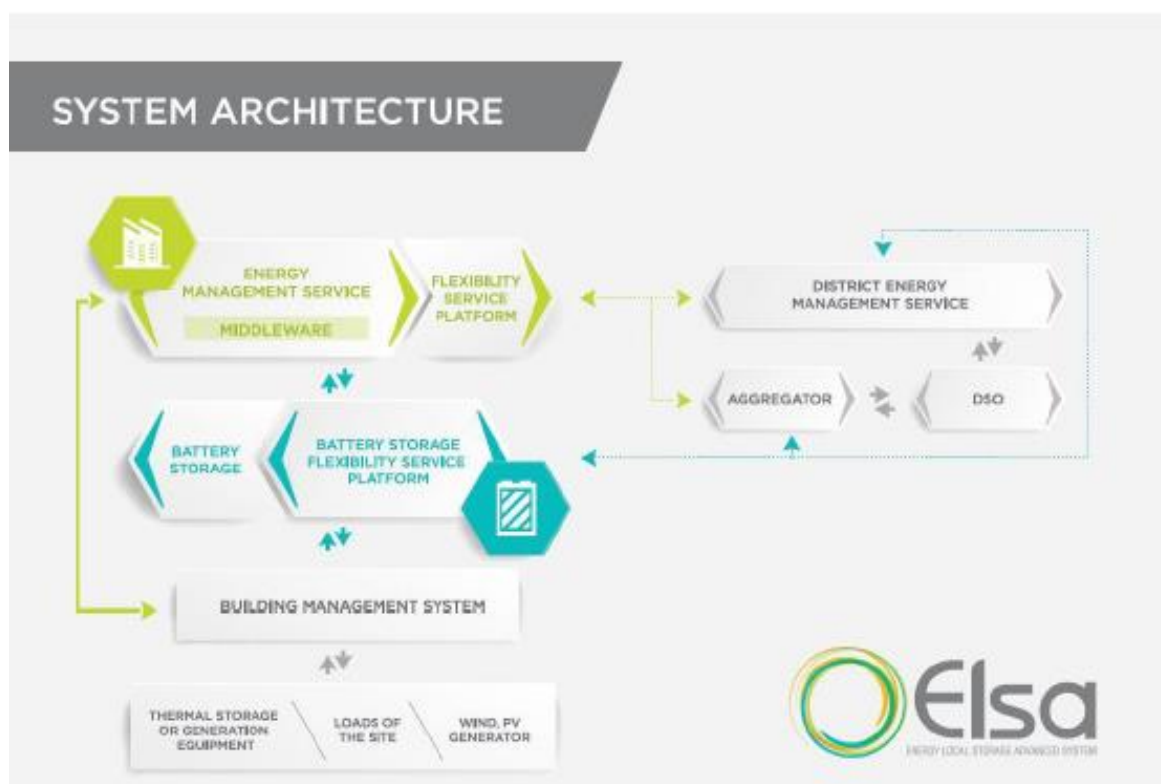 SYSTEM ARCHITECTURE
ENERGY
MANAGEMENT SERVICE
MIDDLEWARE
FLEXIBILITY
SERVICE
PLATFORM
DISTRICT ENERGY
MANAGEMENT SERVICE
AGGREGATOR
DSO
BATTERY
STORAGE
BATTERY STORAGE
FLEXIBILITY SERVICE
PLATFORM
BUILDING MANAGEMENT SYSTEM
THERMAL STORAGE
OR GENERATION
EQUIPMENT
LOADS OF
THE SITE
WIND, PV
GENERATOR
Elsa
ENERGY LOCAL STORAGE ADVANCED SYSTEM